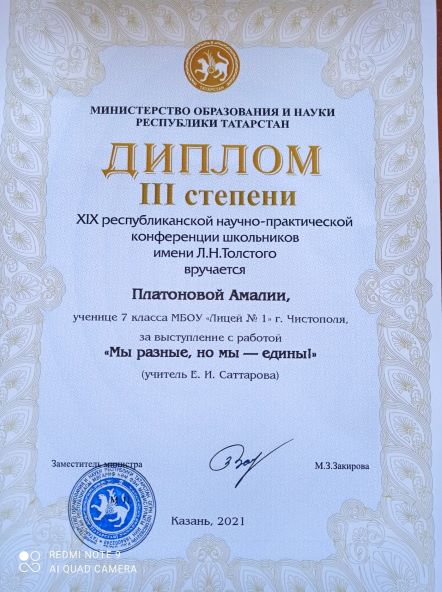 ТАТАРСТАН
МИНИСТЕРСТВО ОБРАЗОВАНИЯ И НАУКИ
РЕСПУБЛИКИ ТАТАРСТАН
ДИПЛОМ
III степени
XIX республиканской научно-практической
конференции школьников
имени Л.Н.Толстого
вручается
Платоновой Амалии,
ученице 7 класса МБОУ «Лицей № 1» г. Чистополя,
за выступление с работой
«Мы разные, но мы — едины!»
(учитель Е. И. Саттарова)
Заместитель министра
М.З.Закирова
Казань, 2021
REDMI NOTE 9
AI QUAD CAMERA